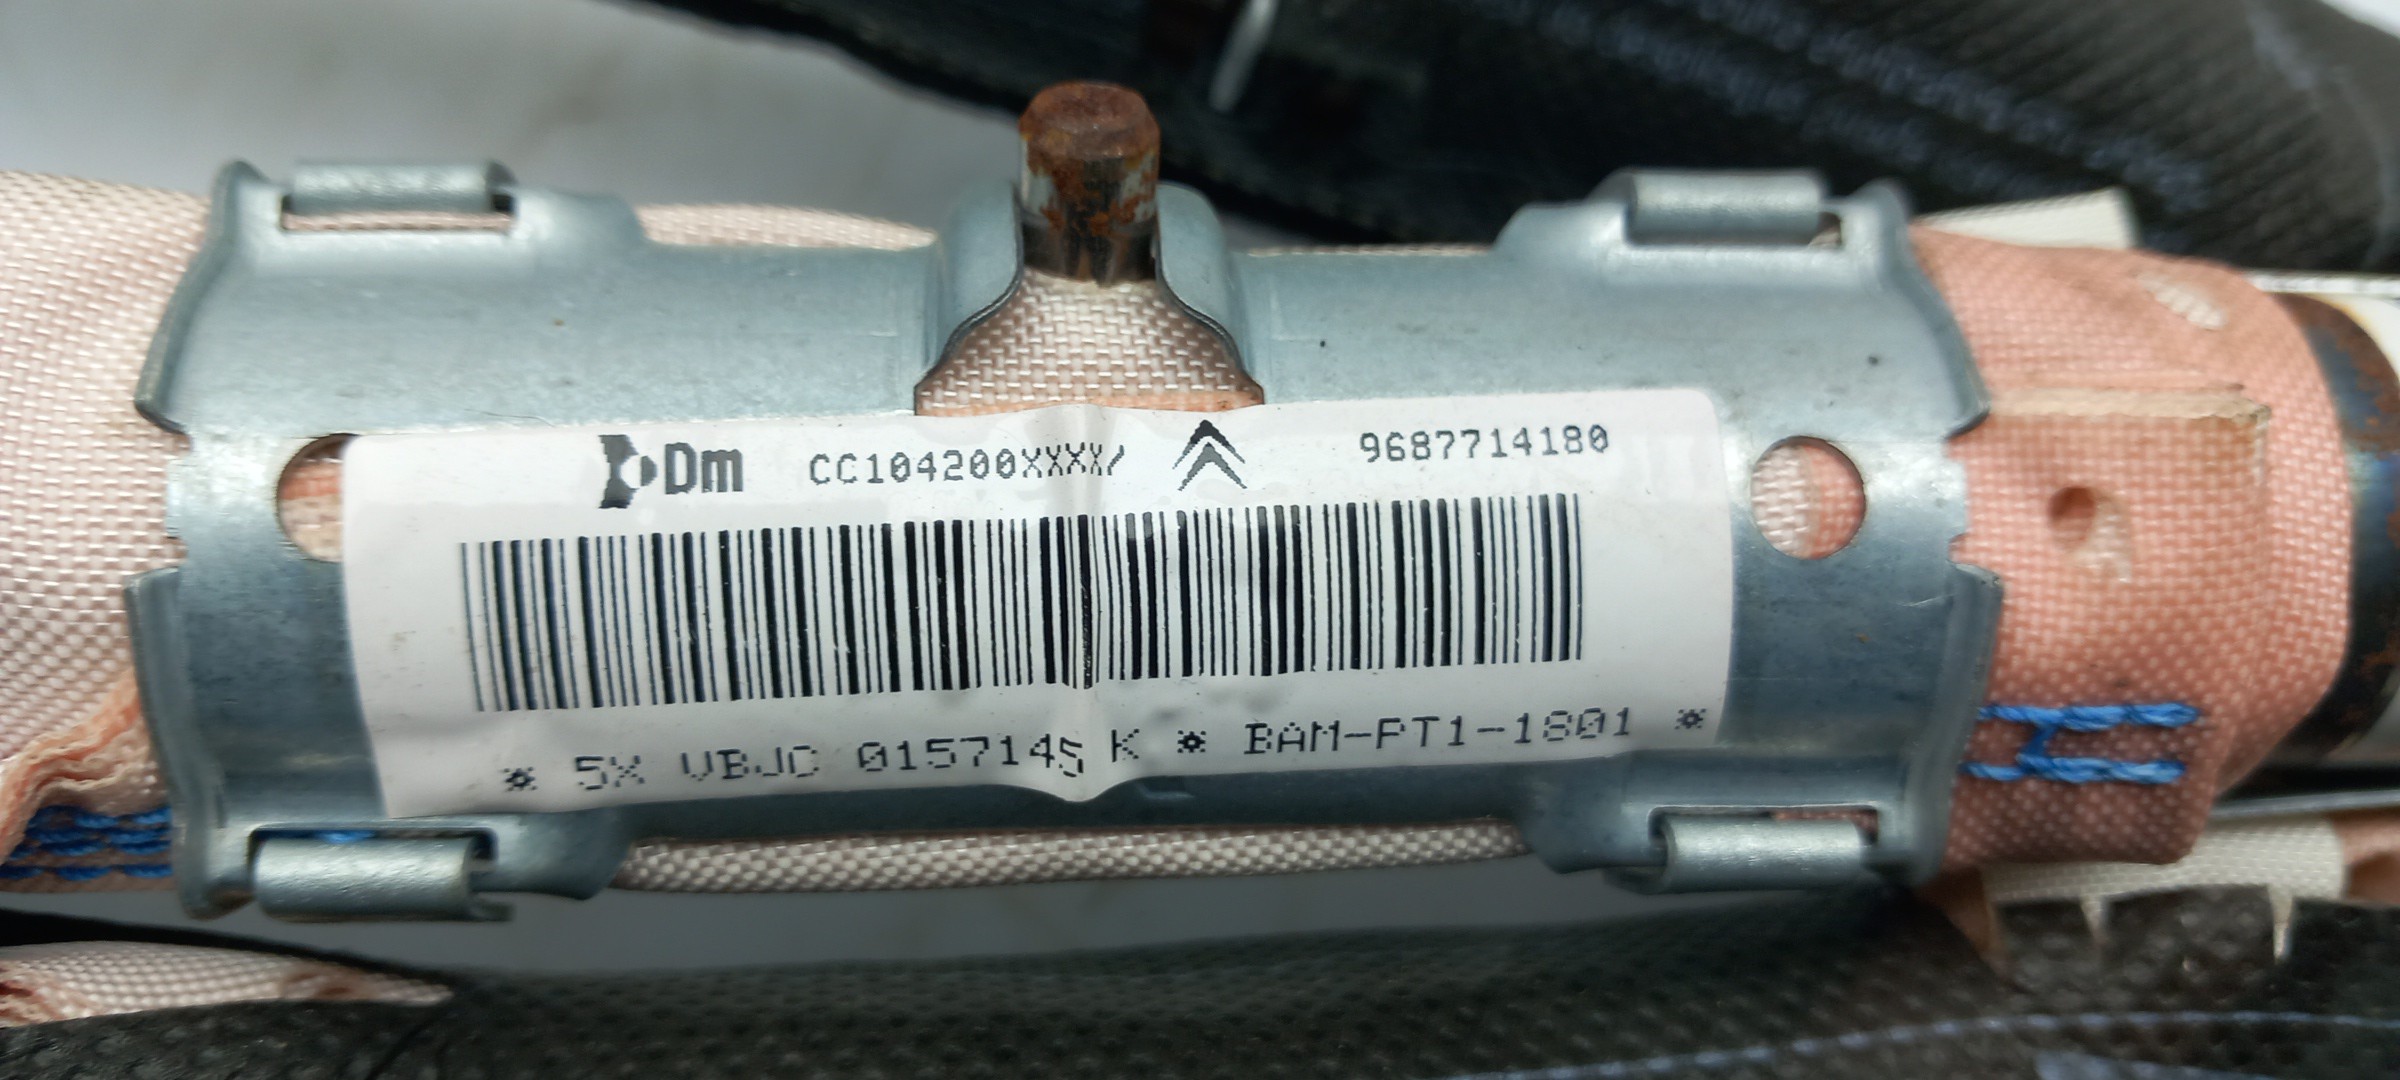 Dm CC104200XXXX/ 9687714180
* 5X VBJC 0157145 K * BAM-PT1-1801 *